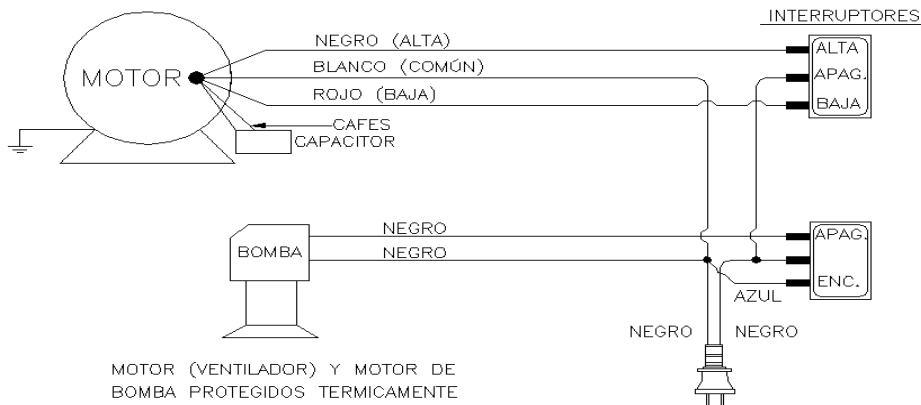 INTERRUPTORES
NEGRO (ALTA)
ALTA
BLANCO (COMÚN)
MOTOR
APAG.
ROJO (BAJA)
BAJA
CAFES
CAPACITOR
NEGRO
APAG.
BOMBA
NEGRO
ENC.
AZUL
NEGRO
NEGRO
MOTOR (VENTILADOR) Y MOTOR DE
BOMBA PROTEGIDOS TERMICAMENTE